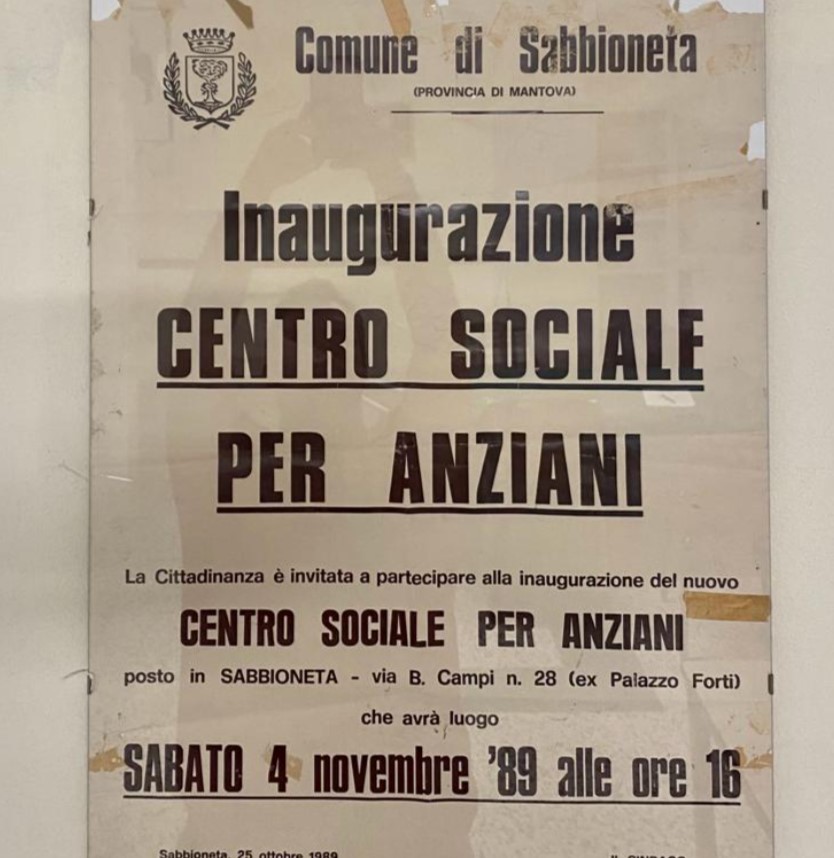 Comune di Sabbioneta
(PROVINCIA DI MANTOVA)
Inaugurazione
CENTRO SOCIALE
PER ANZIANI
La Cittadinanza è invitata a partecipare alla inaugurazione del nuovo
CENTRO SOCIALE PER ANZIANI
posto in SABBIONETA - via B. Campi n. 28 (ex Palazzo Forti)
che avrà luogo
SABATO 4 novembre '89 alle ore 16
Sabbioneta, 25 ottobre 1989 IL SINDACO